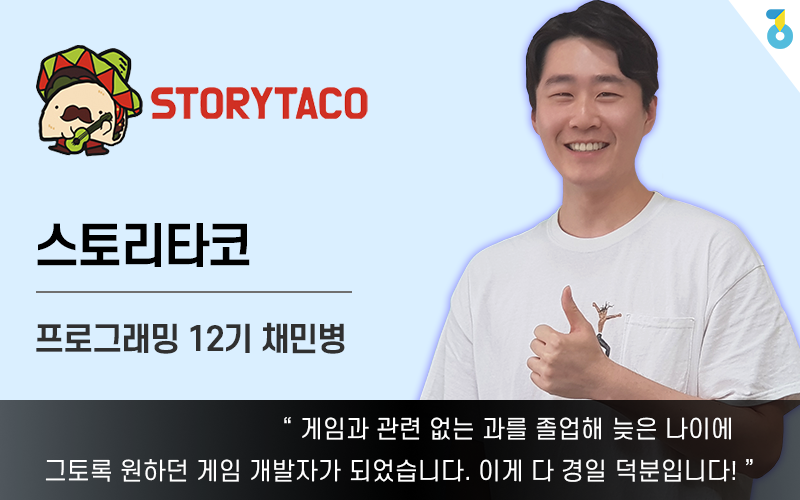 STORYTACO
스토리타코
프로그래밍 12기 채민병
“ 게임과 관련 없는 과를 졸업해 늦은 나이에
그토록 원하던 게임 개발자가 되었습니다. 이게 다 경일 덕분입니다! ”